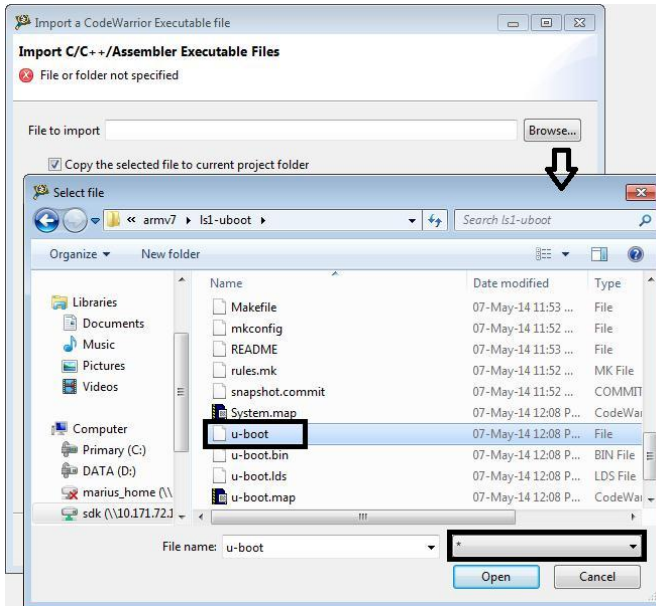 Import a CodeWarrior Executable file
Import C/C++/Assembler Executable Files
File or folder not specified
File to import
Browse...
Copy the selected file to current project folder
Select file
« armv7 ▸ ls1-uboot ▸
Search ls1-uboot
Organize
New folder
Name Date modified Type
Libraries
Documents
Music
Pictures
Videos
Computer
Primary (C:)
DATA (D:)
marius_home (\\
sdk (\\10.171.72.1
Makefile 07-May-14 11:53 ... File
mkconfig 07-May-14 11:52 ... File
README 07-May-14 11:53 ... File
rules.mk 07-May-14 11:52 ... MK File
snapshot.commit 07-May-14 11:52 ... COMMIT
System.map 07-May-14 12:08 P... CodeWar
u-boot 07-May-14 12:08 P... File
u-boot.bin 07-May-14 12:08 P... BIN File
u-boot.lds 07-May-14 12:08 P... LDS File
u-boot.map 07-May-14 12:08 P... CodeWar
File name: u-boot
*
Open
Cancel